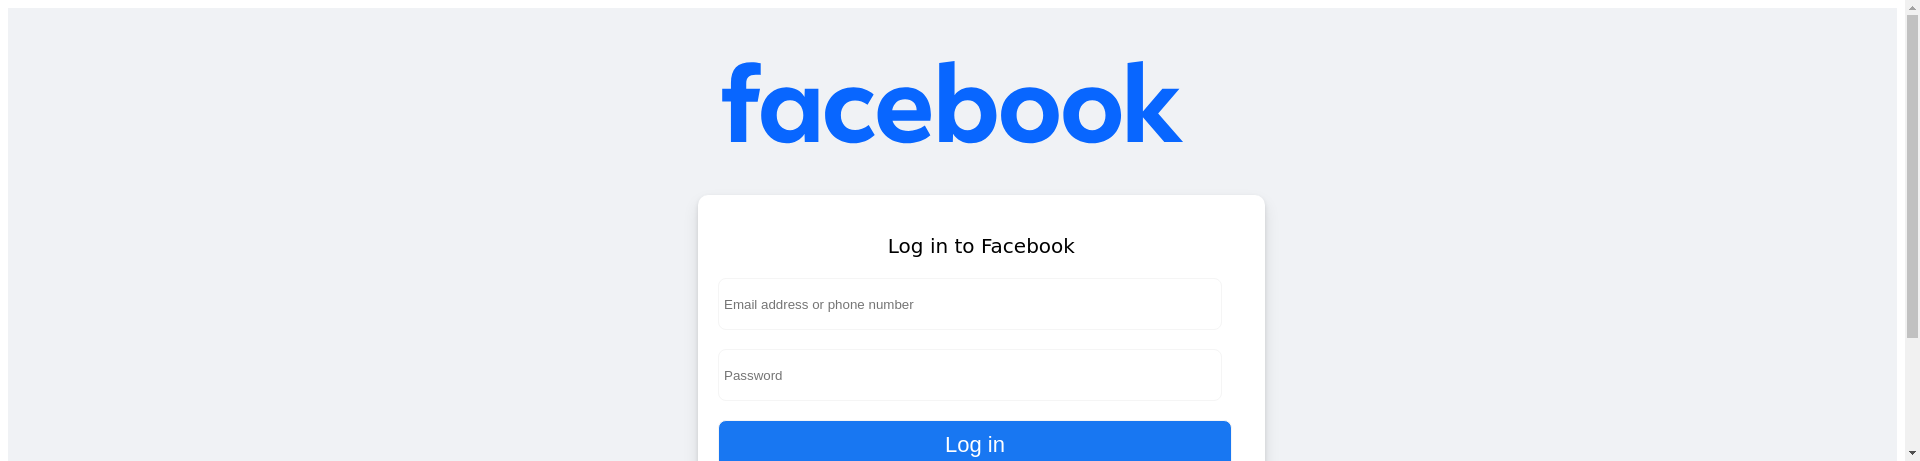 facebook
Log in to Facebook
Email address or phone number
Password
Log in